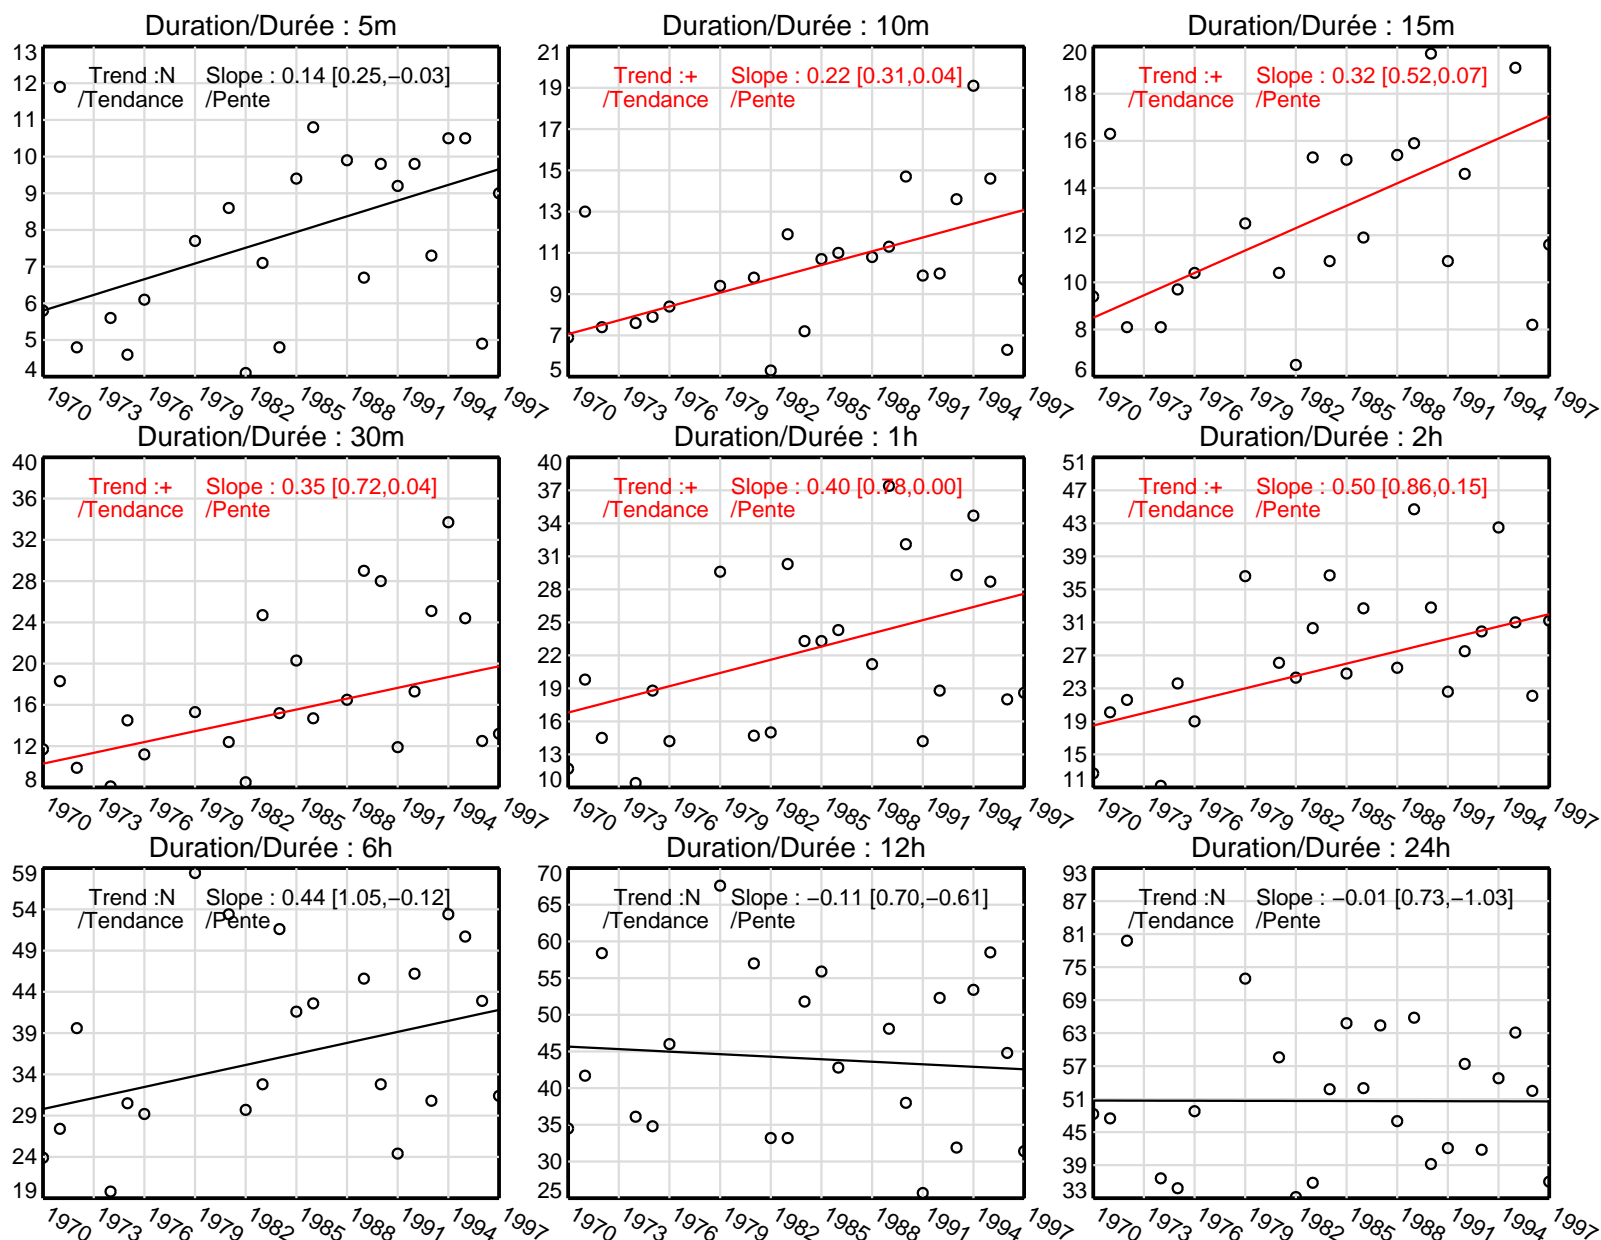 Duration/Durée : 5m
13
12
11
10
9
8
7
6
5
4
Trend :N Slope : 0.14 [0.25,−0.03]
/Tendance /Pente
1970 1973 1976 1979 1982 1985 1988 1991 1994 1997
Duration/Durée : 10m
21
19
17
15
13
11
9
7
5
Trend :+ Slope : 0.22 [0.31,0.04]
/Tendance /Pente
1970 1973 1976 1979 1982 1985 1988 1991 1994 1997
Duration/Durée : 15m
20
18
16
14
12
10
8
6
Trend :+ Slope : 0.32 [0.52,0.07]
/Tendance /Pente
1970 1973 1976 1979 1982 1985 1988 1991 1994 1997
Duration/Durée : 30m
40
36
32
28
24
20
16
12
8
Trend :+ Slope : 0.35 [0.72,0.04]
/Tendance /Pente
1970 1973 1976 1979 1982 1985 1988 1991 1994 1997
Duration/Durée : 1h
40
37
34
31
28
25
22
19
16
13
10
Trend :+ Slope : 0.40 [0.78,0.00]
/Tendance /Pente
1970 1973 1976 1979 1982 1985 1988 1991 1994 1997
Duration/Durée : 2h
51
47
43
39
35
31
27
23
19
15
11
Trend :+ Slope : 0.50 [0.86,0.15]
/Tendance /Pente
1970 1973 1976 1979 1982 1985 1988 1991 1994 1997
Duration/Durée : 6h
59
54
49
44
39
34
29
24
19
Trend :N Slope : 0.44 [1.05,−0.12]
/Tendance /Pente
1970 1973 1976 1979 1982 1985 1988 1991 1994 1997
Duration/Durée : 12h
70
65
60
55
50
45
40
35
30
25
Trend :N Slope : −0.11 [0.70,−0.61]
/Tendance /Pente
1970 1973 1976 1979 1982 1985 1988 1991 1994 1997
Duration/Durée : 24h
93
87
81
75
69
63
57
51
45
39
33
Trend :N Slope : −0.01 [0.73,−1.03]
/Tendance /Pente
1970 1973 1976 1979 1982 1985 1988 1991 1994 1997